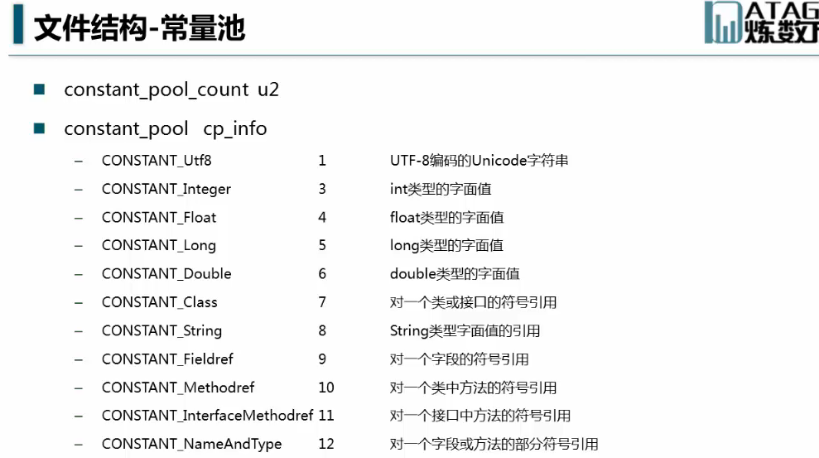 文件结构-常量池
ATAG
炼数
constant_pool_count u2
constant_pool cp_info
– CONSTANT_Utf8 1 UTF-8编码的Unicode字符串
– CONSTANT_Integer 3 int类型的字面值
– CONSTANT_Float 4 float类型的字面值
– CONSTANT_Long 5 long类型的字面值
– CONSTANT_Double 6 double类型的字面值
– CONSTANT_Class 7 对一个类或接口的符号引用
– CONSTANT_String 8 String类型字面值的引用
– CONSTANT_Fieldref 9 对一个字段的符号引用
– CONSTANT_Methodref 10 对一个类中方法的符号引用
– CONSTANT_InterfaceMethodref 11 对一个接口中方法的符号引用
– CONSTANT_NameAndType 12 对一个字段或方法的部分符号引用